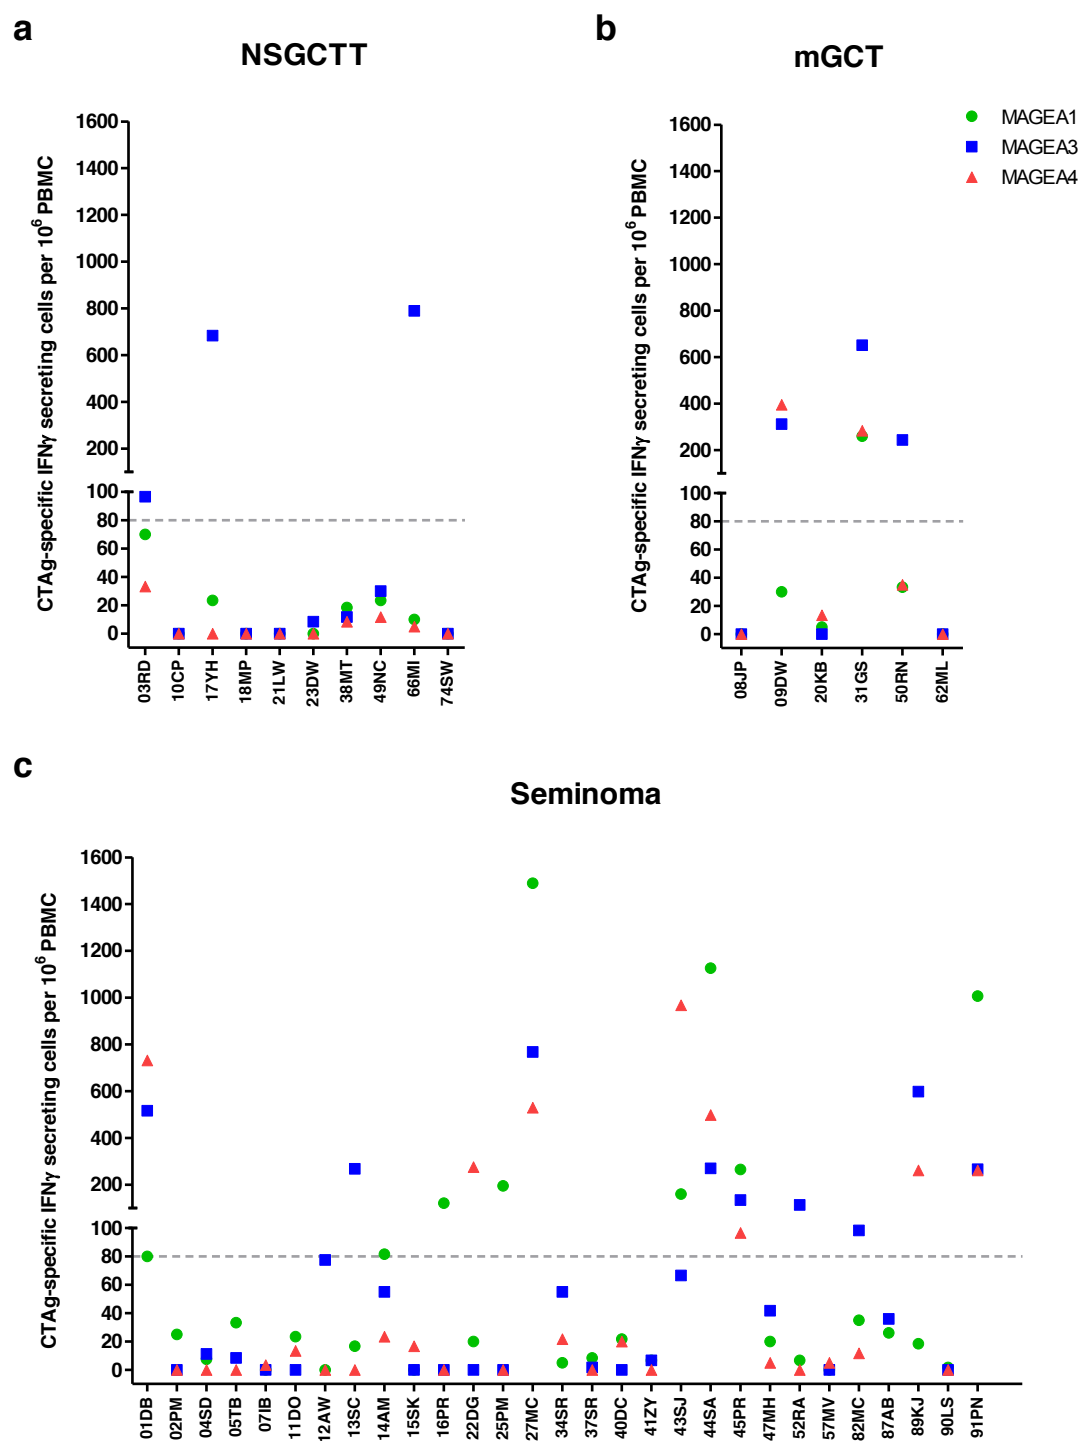 a
NSGCTT
CTAg-specific IFNγ secreting cells per 10⁶ PBMC
1600
1400
1200
1000
800
600
400
200
100
80
60
40
20
0
03RD
10CP
17YH
18MP
21LW
23DW
38MT
49NC
66MI
74SW
b
mGCT
CTAg-specific IFNγ secreting cells per 10⁶ PBMC
1600
1400
1200
1000
800
600
400
200
100
80
60
40
20
0
08JP
09DW
20KB
31GS
50RN
62ML
MAGEA1
MAGEA3
MAGEA4
c
Seminoma
CTAg-specific IFNγ secreting cells per 10⁶ PBMC
1600
1400
1200
1000
800
600
400
200
100
80
60
40
20
0
01DB
02PM
04SD
05TB
07IB
11DO
12AW
13SC
14AM
15SK
16PR
22DG
25PM
27MC
34SR
37SR
40DC
41ZY
43SJ
44SA
45PR
47MH
52RA
57MV
82MC
87AB
89KJ
90LS
91PN